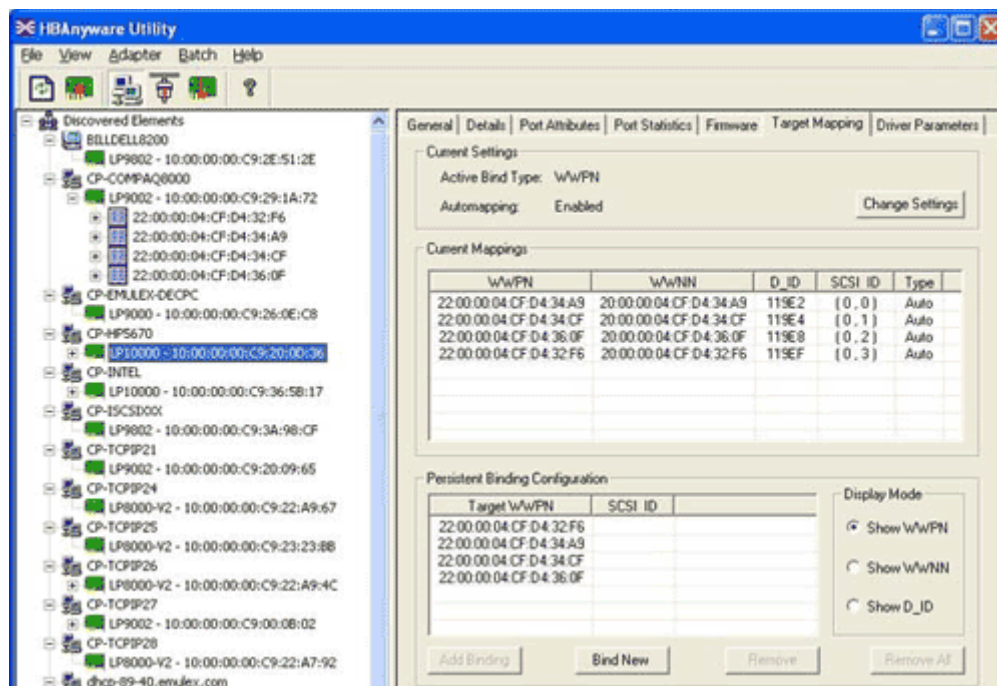 HBAnyware Utility
File View Adapter Batch Help
Discovered Elements
BILLDELL8200
LP9802 - 10:00:00:00:C9:2E:51:2E
CP-COMPAQ8000
LP9002 - 10:00:00:00:C9:29:1A:72
22:00:00:04:CF:D4:32:F6
22:00:00:04:CF:D4:34:A9
22:00:00:04:CF:D4:34:CF
22:00:00:04:CF:D4:36:0F
CP-EMULEX-DECPC
LP9000 - 10:00:00:00:C9:26:0E:C8
CP-HP5670
LP10000 - 10:00:00:00:C9:20:0D:36
CP-INTEL
LP10000 - 10:00:00:00:C9:36:5B:17
CP-ISCSIXXX
LP9802 - 10:00:00:00:C9:3A:98:CF
CP-TCPIP21
LP9002 - 10:00:00:00:C9:20:09:65
CP-TCPIP24
LP8000-V2 - 10:00:00:00:C9:22:A9:67
CP-TCPIP25
LP8000-V2 - 10:00:00:00:C9:23:23:BB
CP-TCPIP26
LP8000-V2 - 10:00:00:00:C9:22:A9:4C
CP-TCPIP27
LP9002 - 10:00:00:00:C9:00:0B:02
CP-TCPIP28
LP8000-V2 - 10:00:00:00:C9:22:A7:92
dhcp-89-40.emulex.com
General Details Port Attributes Port Statistics Firmware Target Mapping Driver Parameters
Current Settings
Active Bind Type: WWPN
Automapping: Enabled
Change Settings
Current Mappings
WWPN WWNN D_ID SCSI ID Type
22:00:00:04:CF:D4:34:A9 20:00:00:04:CF:D4:34:A9 119E2 (0,0) Auto
22:00:00:04:CF:D4:34:CF 20:00:00:04:CF:D4:34:CF 119E4 (0,1) Auto
22:00:00:04:CF:D4:36:0F 20:00:00:04:CF:D4:36:0F 119E8 (0,2) Auto
22:00:00:04:CF:D4:32:F6 20:00:00:04:CF:D4:32:F6 119EF (0,3) Auto
Persistent Binding Configuration
Target WWPN SCSI ID
22:00:00:04:CF:D4:32:F6
22:00:00:04:CF:D4:34:A9
22:00:00:04:CF:D4:34:CF
22:00:00:04:CF:D4:36:0F
Display Mode
Show WWPN
Show WWNN
Show D_ID
Add Binding Bind New Remove Remove All